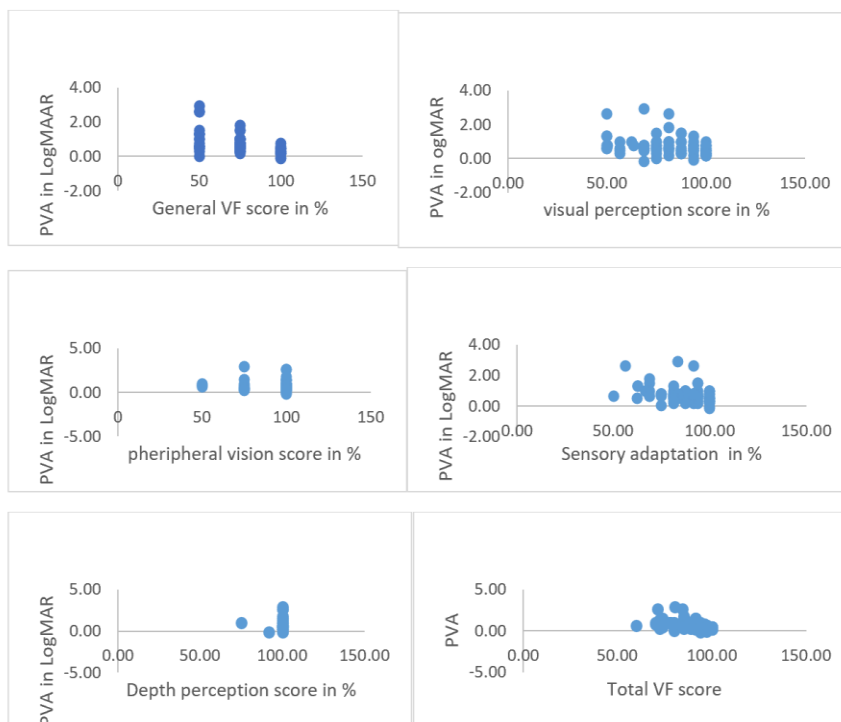 PVA in LogMAAR
4.00
2.00
0.00
-2.00
0 50 100 150
General VF score in %
PVA in ogMAR
4.00
2.00
0.00
-2.00
0.00 50.00 100.00 150.00
visual perception score in %
PVA in LogMAR
5.00
0.00
-5.00
0 50 100 150
pheripheral vision score in %
PVA in LogMAR
4.00
2.00
0.00
-2.00
0.00 50.00 100.00 150.00
Sensory adaptation in %
PVA in LogMAR
5.00
0.00
-5.00
0.00 50.00 100.00 150.00
Depth perception score in %
PVA
5.00
0.00
-5.00
0.00 50.00 100.00 150.00
Total VF score